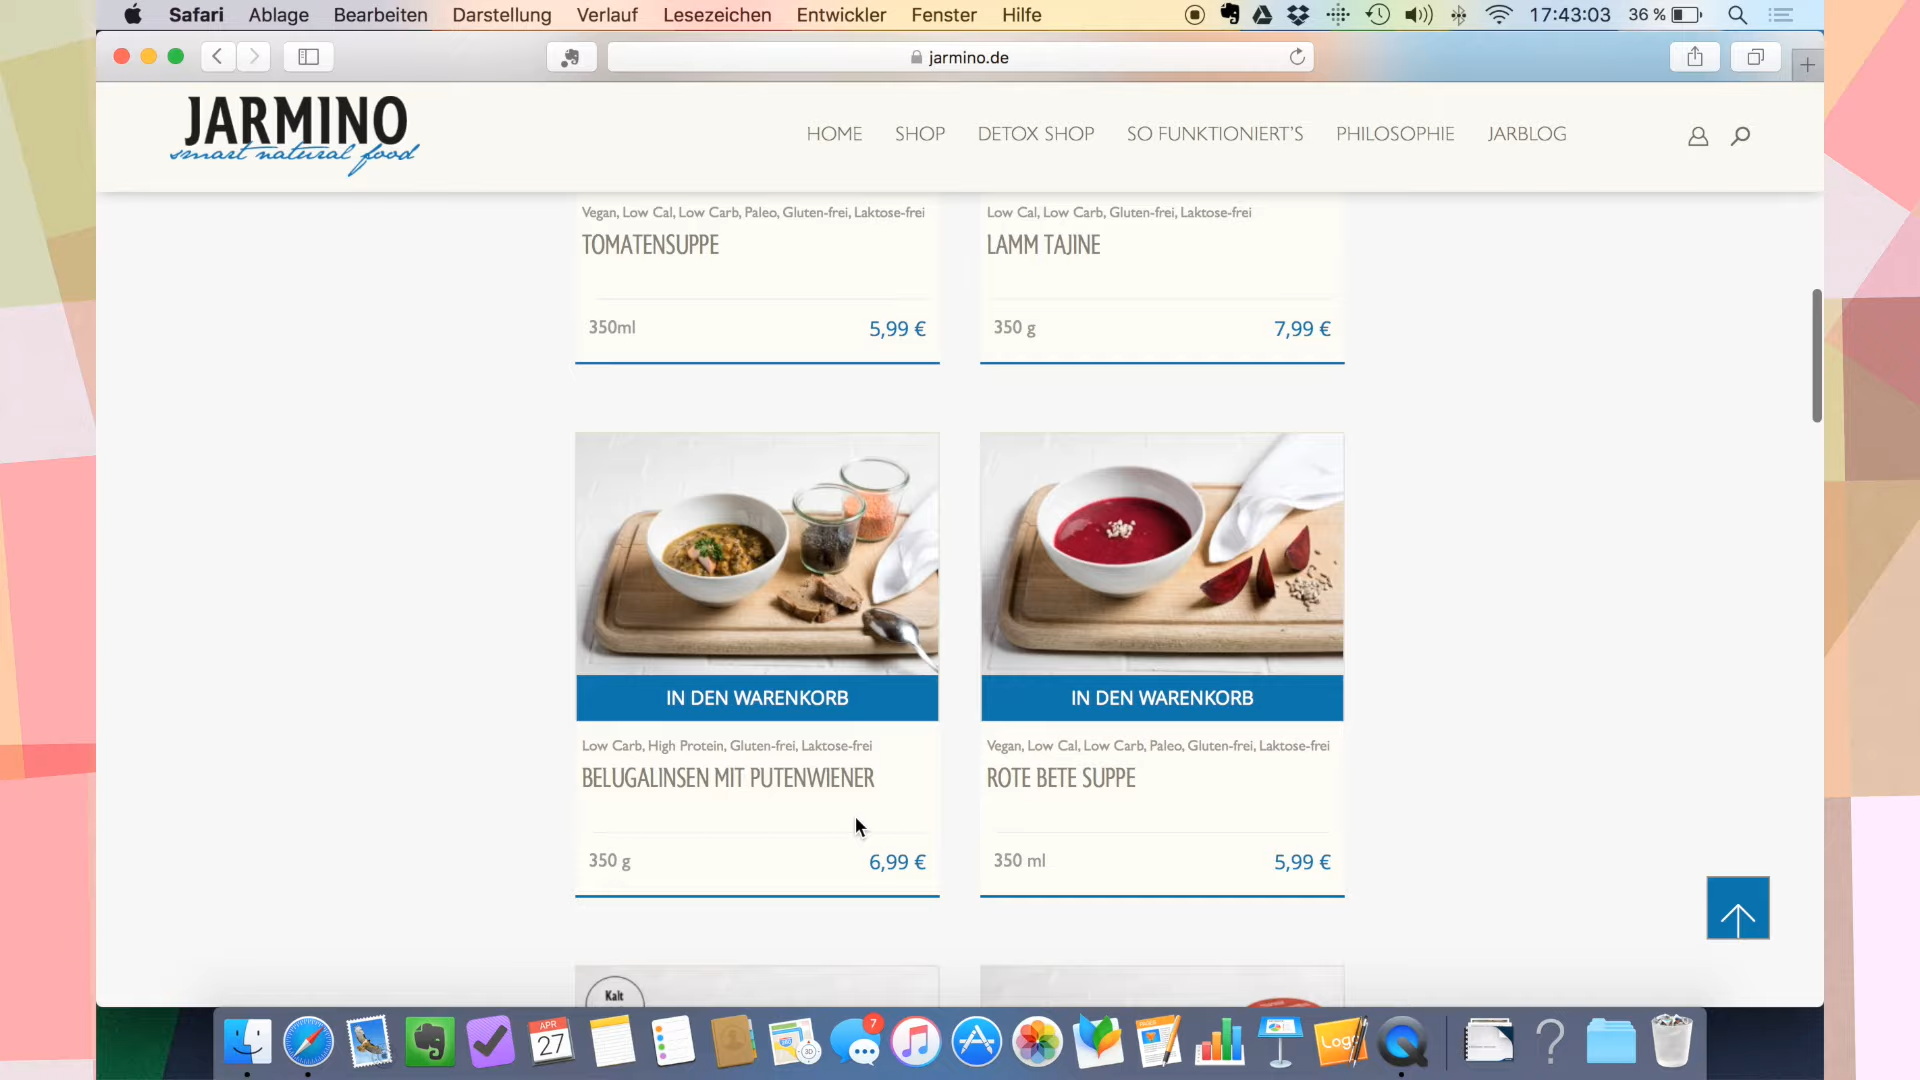 Safari Ablage Bearbeiten Darstellung Verlauf Lesezeichen Entwickler Fenster Hilfe 17:43:03 36 %
jarmino.de
JARMINO
smart natural food
HOME SHOP DETOX SHOP SO FUNKTIONIERT'S PHILOSOPHIE JARBLOG
Vegan, Low Cal, Low Carb, Paleo, Gluten-frei, Laktose-frei
TOMATENSUPPE
350ml 5,99 €
Low Cal, Low Carb, Gluten-frei, Laktose-frei
LAMM TAJINE
350 g 7,99 €
IN DEN WARENKORB
Low Carb, High Protein, Gluten-frei, Laktose-frei
BELUGALINSEN MIT PUTENWIENER
350 g 6,99 €
IN DEN WARENKORB
Vegan, Low Cal, Low Carb, Paleo, Gluten-frei, Laktose-frei
ROTE BETE SUPPE
350 ml 5,99 €
Kalt
APR
27
7
3D